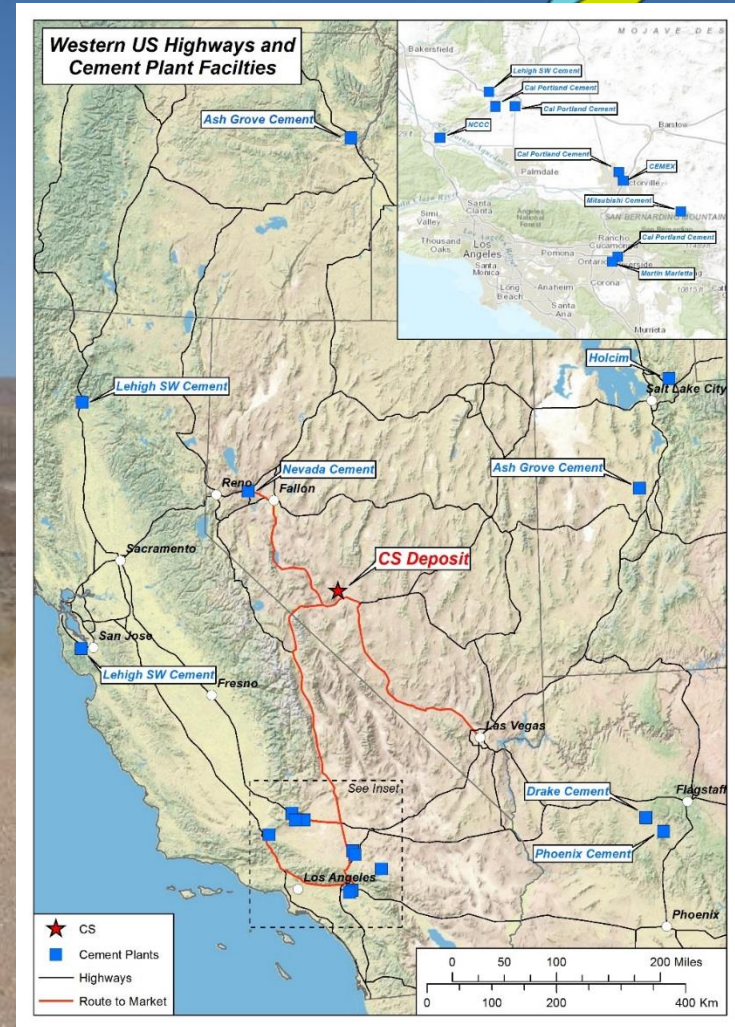 Western US Highways and
Cement Plant Facilties
Ash Grove Cement
MOJAVE DES
Bakersfield
Lehigh SW Cement
Cal Portland Cement
Cal Portland Cement
NCCC
Barstow
Cal Portland Cement
CEMEX
Palmdale
Mitsubishi Cement
Santa
Clarita
Angeles
National
Forest
SAN BERNARDINO MOUNTAIN
Simi
Valley
Thousand
Oaks
Los
Angeles
Santa
Monica
Rancho
Cucamonga
Cal Portland Cement
Pomona
Ontario
Martin Marietta
Corona
Long
Beach
Anaheim
Santa
Ana
Murrieta
Holcim
Salt Lake City
Lehigh SW Cement
Reno
Nevada Cement
Fallon
Ash Grove Cement
Sacramento
CS Deposit
San Jose
Lehigh SW Cement
Fresno
Las Vegas
See Inset
Drake Cement
Flagstaff
Phoenix Cement
Los Angeles
Phoenix
CS
Cement Plants
Highways
Route to Market
0 50 100 200 Miles
0 100 200 400 Km